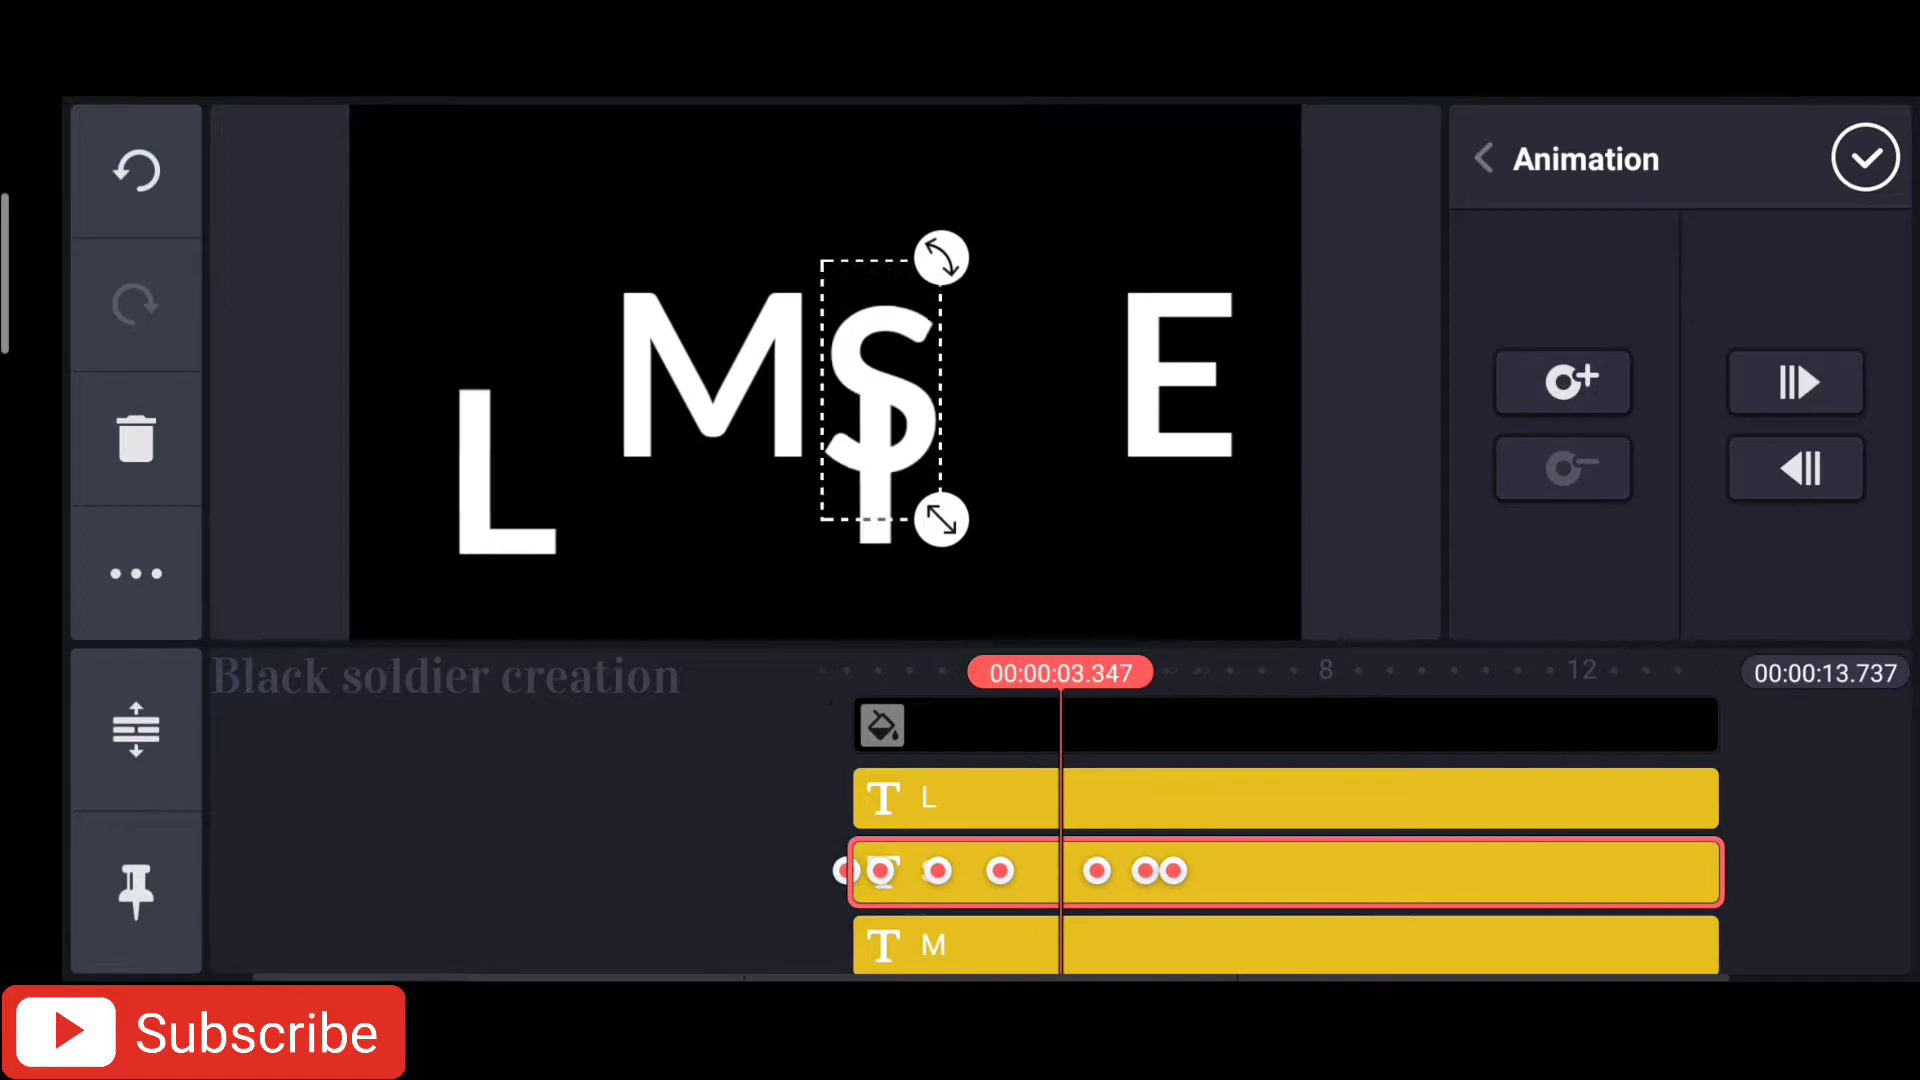 Animation
L M S I E
Black soldier creation
00:00:03.347
8
12
00:00:13.737
T L
T
T M
Subscribe